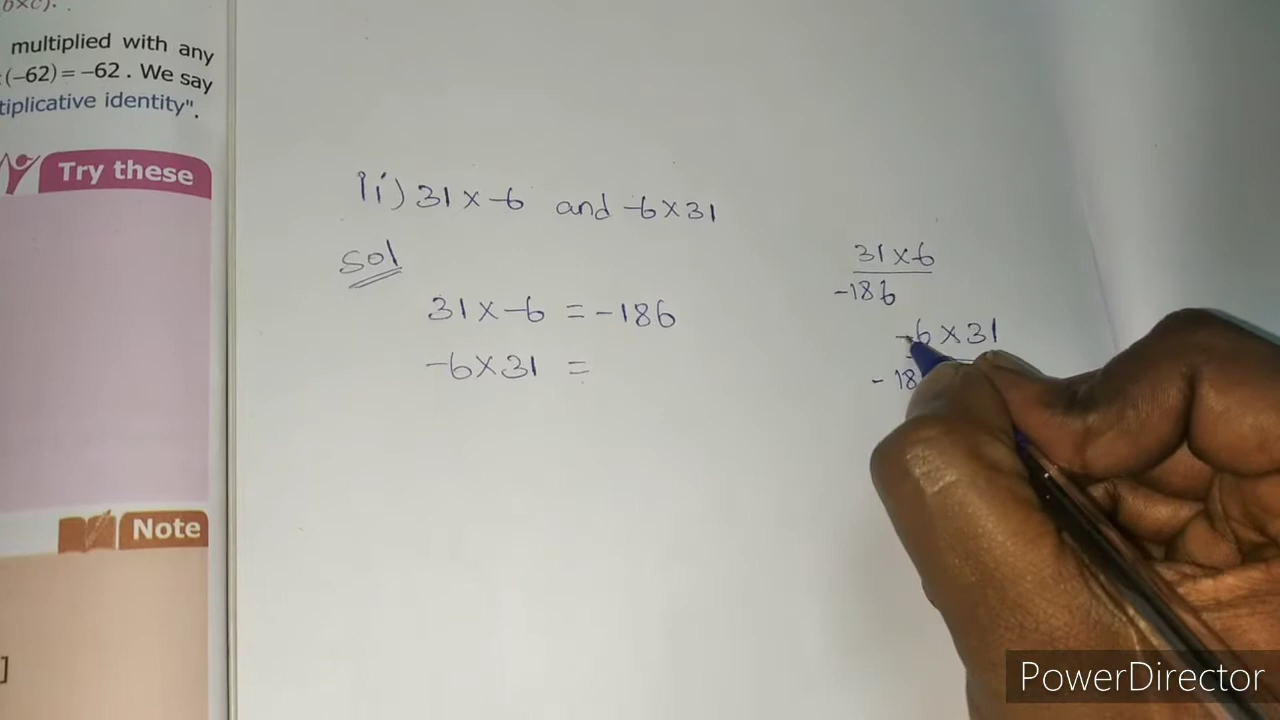 multiplied with any
(-62) = -62. We say
tiplicative identity".
Try these
Note
]
ii) 31 × -6 and -6 × 31
Sol
31 × -6 = -186
-6 × 31 =
31 × 6
-186
-6 × 31
- 18
PowerDirector